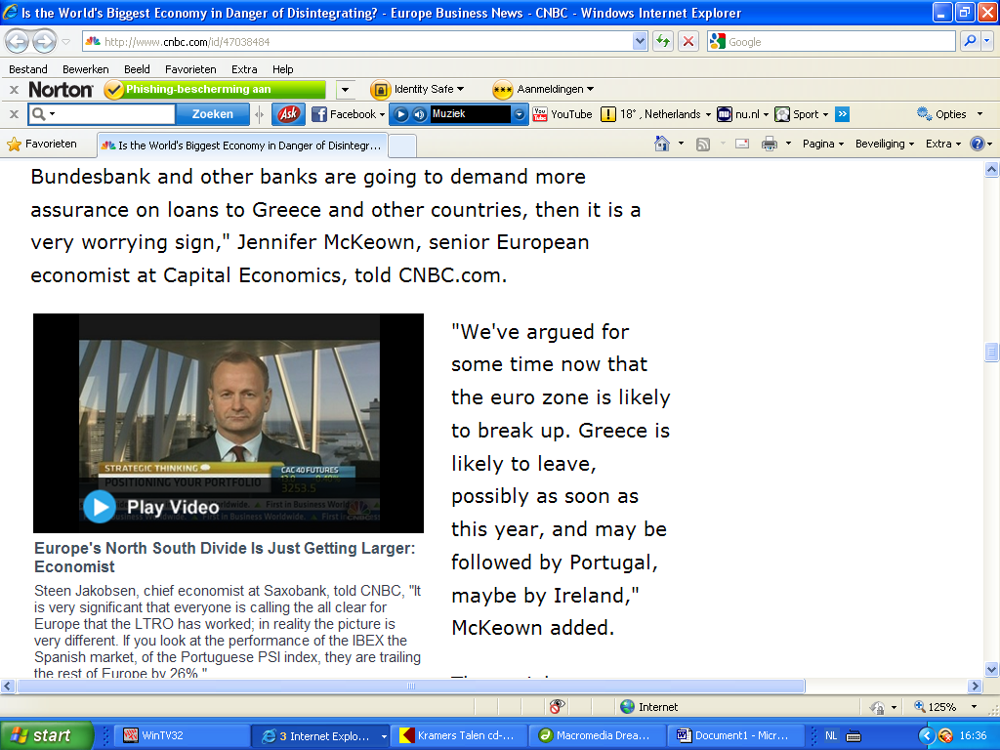 Is the World's Biggest Economy in Danger of Disintegrating? - Europe Business News - CNBC - Windows Internet Explorer
http://www.cnbc.com/id/47038484
Google
Bestand Bewerken Beeld Favorieten Extra Help
x Norton Phishing-bescherming aan Identity Safe Aanmeldingen
x Zoeken Ask Facebook Muziek You Tube YouTube 18° , Netherlands nu nu.nl Sport Opties
Favorieten Is the World's Biggest Economy in Danger of Disintegr... Pagina Beveiliging Extra
Bundesbank and other banks are going to demand more
assurance on loans to Greece and other countries, then it is a
very worrying sign," Jennifer McKeown, senior European
economist at Capital Economics, told CNBC.com.
STRATEGIC THINKING
POSITIONING YOUR PORTFOLIO
CAC 40 FUTURES
3253.5
First in Business Worldwide.
Play Video
Europe's North South Divide Is Just Getting Larger:
Economist
Steen Jakobsen, chief economist at Saxobank, told CNBC, "It
is very significant that everyone is calling the all clear for
Europe that the LTRO has worked; in reality the picture is
very different. If you look at the performance of the IBEX the
Spanish market, of the Portuguese PSI index, they are trailing
the rest of Europe by 26%."
"We've argued for
some time now that
the euro zone is likely
to break up. Greece is
likely to leave,
possibly as soon as
this year, and may be
followed by Portugal,
maybe by Ireland,"
McKeown added.
Internet 125%
start WinTV32 3 Internet Explo... Kramers Talen cd-... Macromedia Drea... Document1 - Micr... NL 16:36